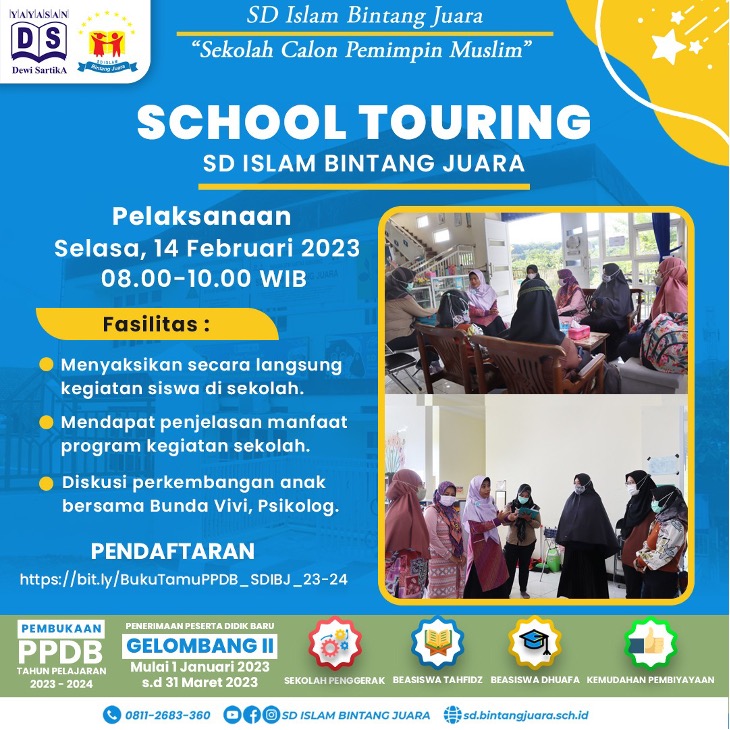 YAYASAN
DS
Dewi SartikA
SD ISLAM
Bintang Juara
SD Islam Bintang Juara
“Sekolah Calon Pemimpin Muslim”
SCHOOL TOURING
SD ISLAM BINTANG JUARA
Pelaksanaan
Selasa, 14 Februari 2023
08.00-10.00 WIB
Fasilitas :
Menyaksikan secara langsung
kegiatan siswa di sekolah.
Mendapat penjelasan manfaat
program kegiatan sekolah.
Diskusi perkembangan anak
bersama Bunda Vivi, Psikolog.
PENDAFTARAN
https://bit.ly/BukuTamuPPDB_SDIBJ_23-24
PEMBUKAAN
PPDB
TAHUN PELAJARAN
2023 - 2024
PENERIMAAN PESERTA DIDIK BARU
GELOMBANG II
Mulai 1 Januari 2023
s.d 31 Maret 2023
SEKOLAH PENGGERAK
BEASISWA TAHFIDZ
BEASISWA DHUAFA
KEMUDAHAN PEMBIYAYAAN
0811-2683-360
SD ISLAM BINTANG JUARA
sd.bintangjuara.sch.id